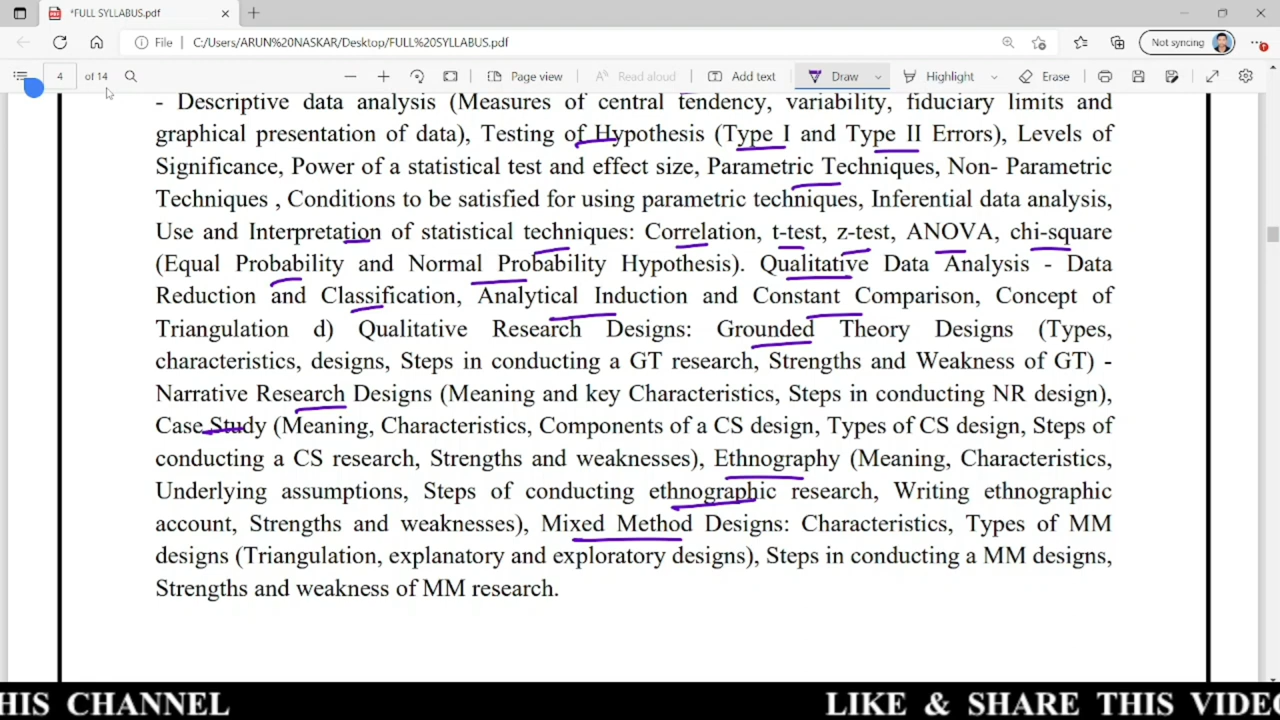 *FULL SYLLABUS.pdf
File C:/Users/ARUN%20NASKAR/Desktop/FULL%20SYLLABUS.pdf Not syncing
4 of 14 Page view Read aloud Add text Draw Highlight Erase
- Descriptive data analysis (Measures of central tendency, variability, fiduciary limits and
graphical presentation of data), Testing of Hypothesis (Type I and Type II Errors), Levels of
Significance, Power of a statistical test and effect size, Parametric Techniques, Non- Parametric
Techniques , Conditions to be satisfied for using parametric techniques, Inferential data analysis,
Use and Interpretation of statistical techniques: Correlation, t-test, z-test, ANOVA, chi-square
(Equal Probability and Normal Probability Hypothesis). Qualitative Data Analysis - Data
Reduction and Classification, Analytical Induction and Constant Comparison, Concept of
Triangulation d) Qualitative Research Designs: Grounded Theory Designs (Types,
characteristics, designs, Steps in conducting a GT research, Strengths and Weakness of GT) -
Narrative Research Designs (Meaning and key Characteristics, Steps in conducting NR design),
Case Study (Meaning, Characteristics, Components of a CS design, Types of CS design, Steps of
conducting a CS research, Strengths and weaknesses), Ethnography (Meaning, Characteristics,
Underlying assumptions, Steps of conducting ethnographic research, Writing ethnographic
account, Strengths and weaknesses), Mixed Method Designs: Characteristics, Types of MM
designs (Triangulation, explanatory and exploratory designs), Steps in conducting a MM designs,
Strengths and weakness of MM research.
HIS CHANNEL LIKE & SHARE THIS VIDEO